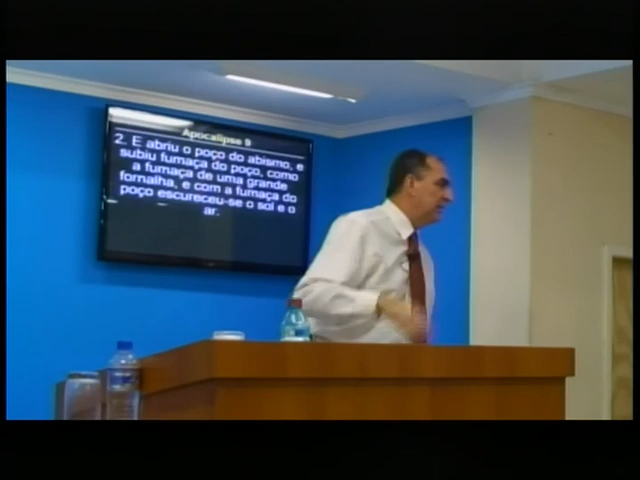 Apocalipse 9
2. E abriu o poço do abismo, e
subiu fumaça do poço, como
a fumaça de uma grande
fornalha, e com a fumaça do
poço escureceu-se o sol e o
ar.